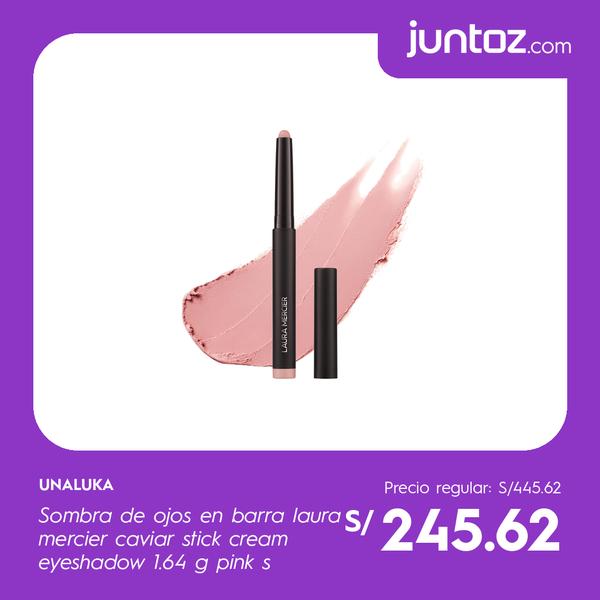 juntoz.com
LAURA MERCIER
UNALUKA
Sombra de ojos en barra laura
mercier caviar stick cream
eyeshadow 1.64 g pink s
Precio regular: S/445.62
S/ 245.62